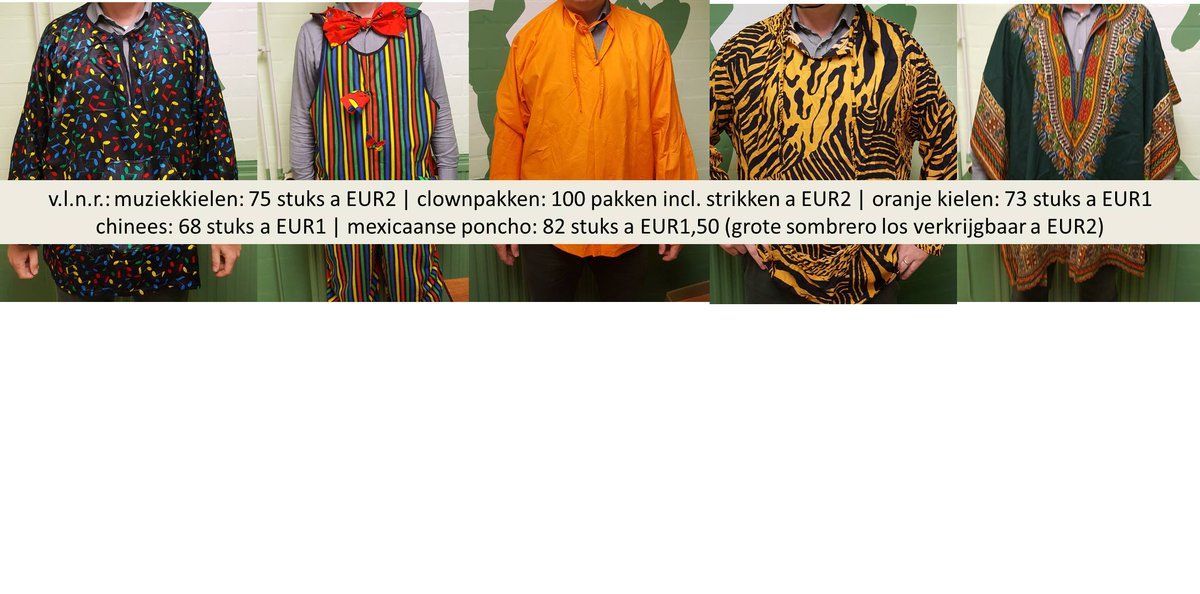 v.l.n.r.: muziekkielen: 75 stuks a EUR2 | clownpakken: 100 pakken incl. strikken a EUR2 | oranje kielen: 73 stuks a EUR1
chinees: 68 stuks a EUR1 | mexicaanse poncho: 82 stuks a EUR1,50 (grote sombrero los verkrijgbaar a EUR2)